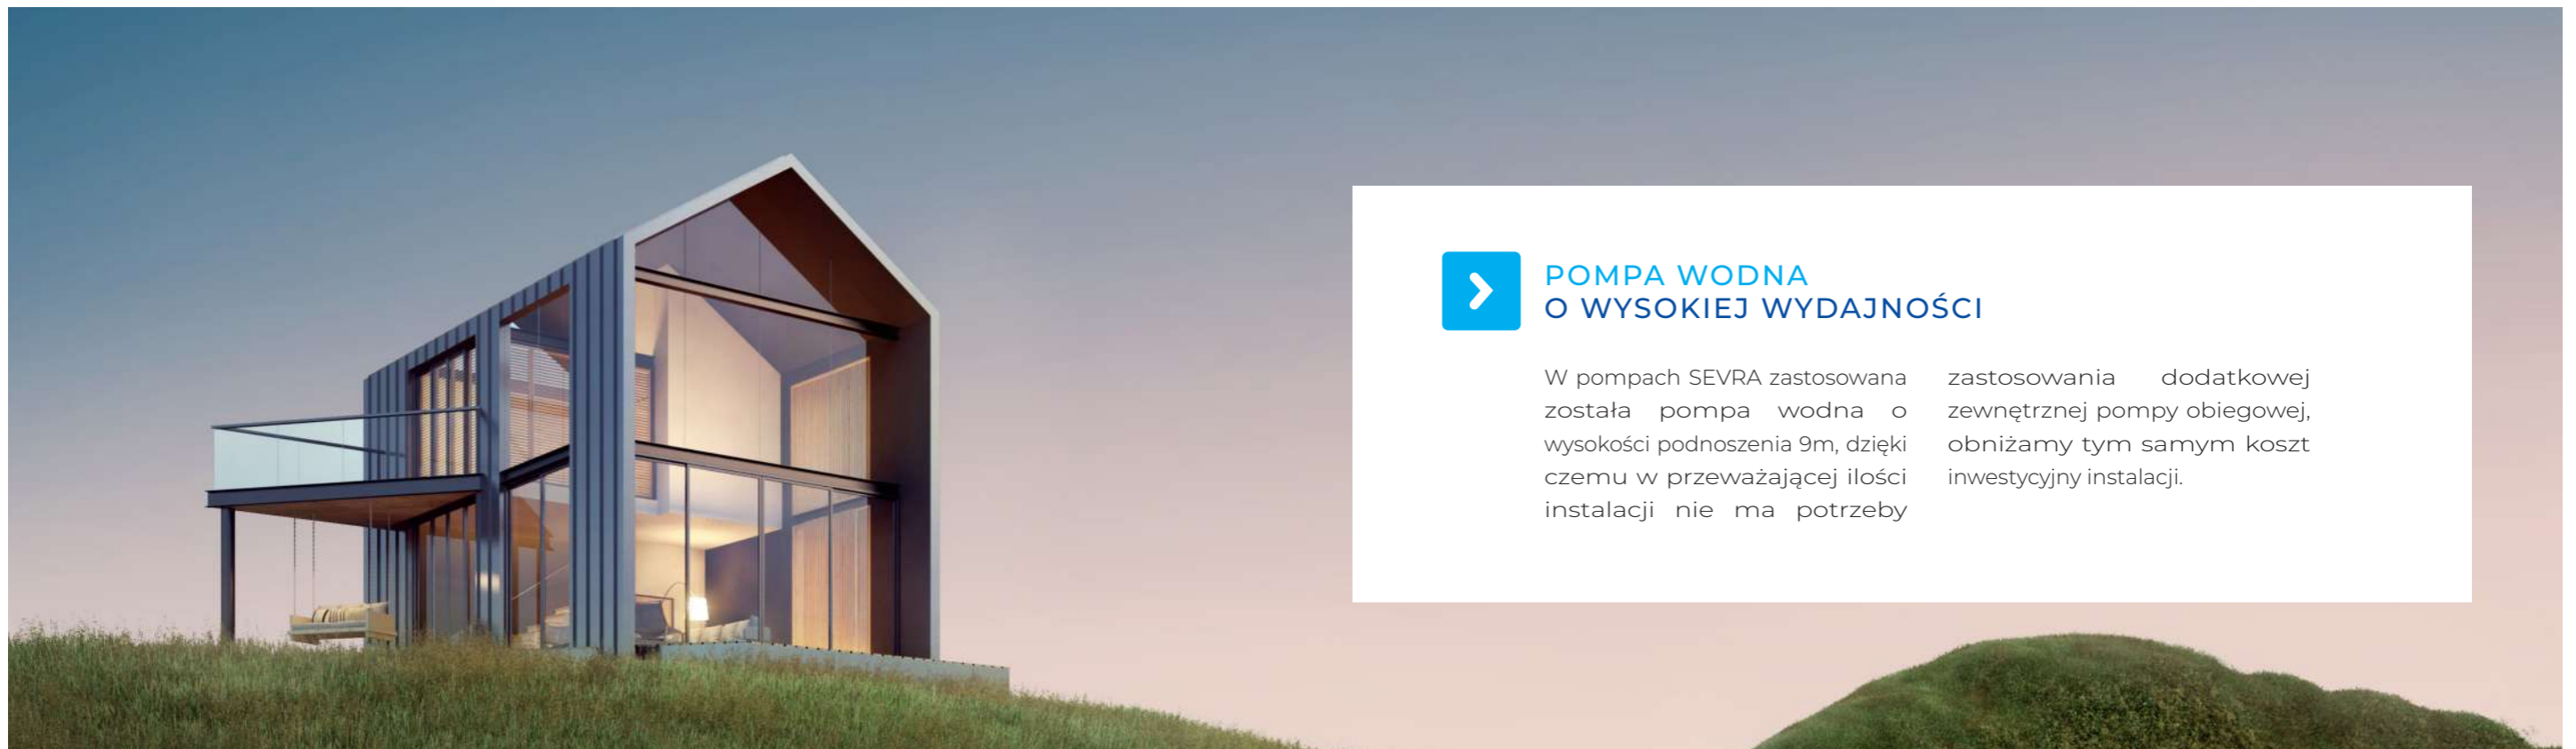 POMPA WODNA
O WYSOKIEJ WYDAJNOŚCI
W pompach SEVRA zastosowana
została pompa wodna o
wysokości podnoszenia 9m, dzięki
czemu w przeważającej ilości
instalacji nie ma potrzeby
zastosowania dodatkowej
zewnętrznej pompy obiegowej,
obniżamy tym samym koszt
inwestycyjny instalacji.